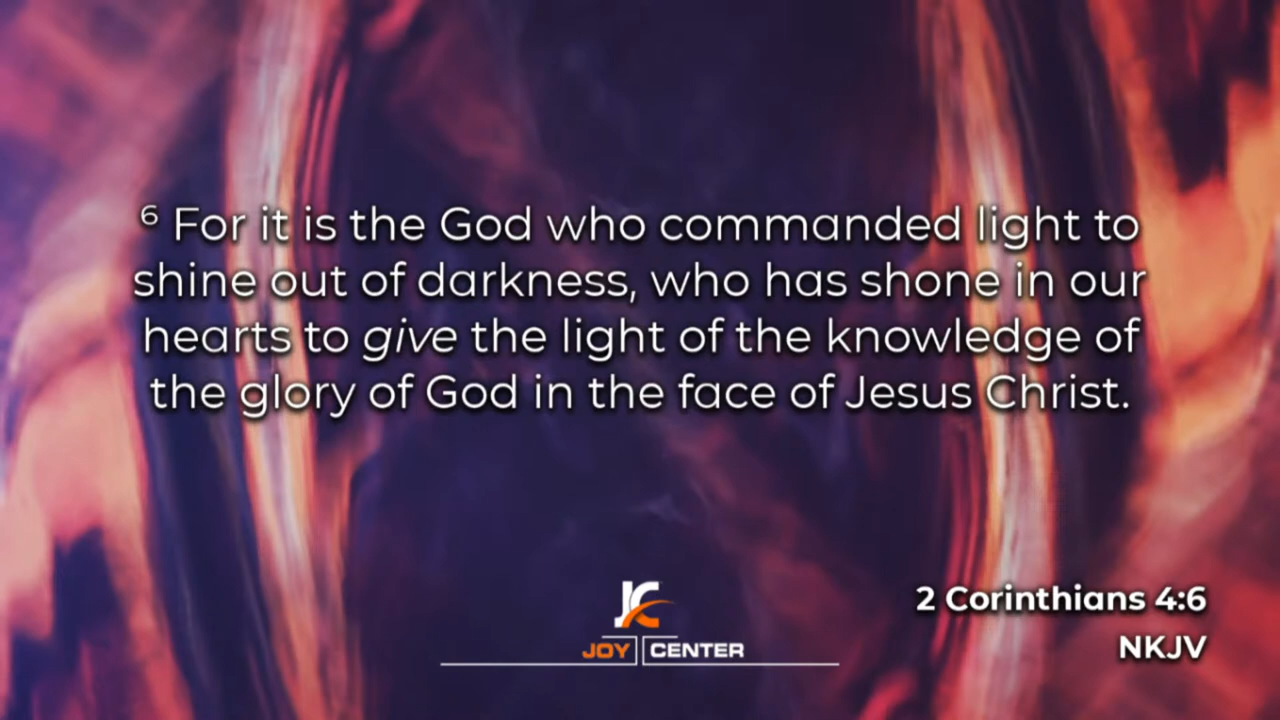 ⁶ For it is the God who commanded light to
shine out of darkness, who has shone in our
hearts to give the light of the knowledge of
the glory of God in the face of Jesus Christ.
2 Corinthians 4:6
NKJV
JC
JOY CENTER